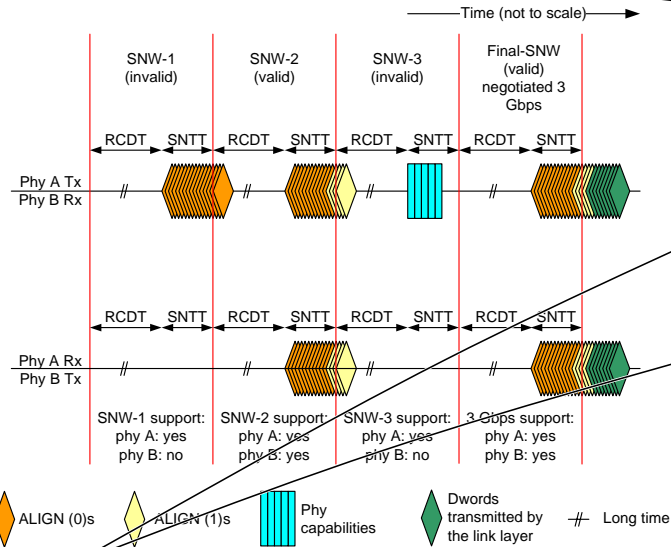 Time (not to scale)
SNW-1
(invalid)
SNW-2
(valid)
SNW-3
(invalid)
Final-SNW
(valid)
negotiated 3
Gbps
RCDT SNTT RCDT SNTT RCDT SNTT RCDT SNTT
Phy A Tx
Phy B Rx
RCDT SNTT RCDT SNTT RCDT SNTT RCDT SNTT
Phy A Rx
Phy B Tx
SNW-1 support:
phy A: yes
phy B: no
SNW-2 support:
phy A: yes
phy B: yes
SNW-3 support:
phy A: yes
phy B: no
3 Gbps support:
phy A: yes
phy B: yes
ALIGN (0)s
ALIGN (1)s
Phy
capabilities
Dwords
transmitted by
the link layer
Long time